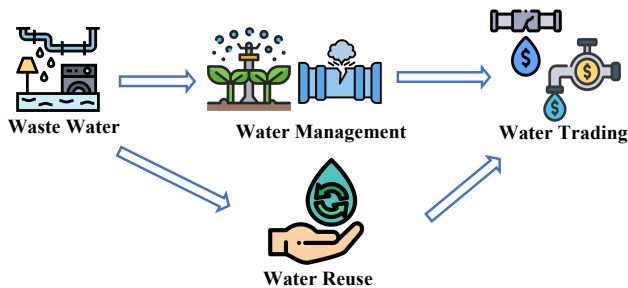 Waste Water
Water Management
Water Trading
Water Reuse
$
$
$